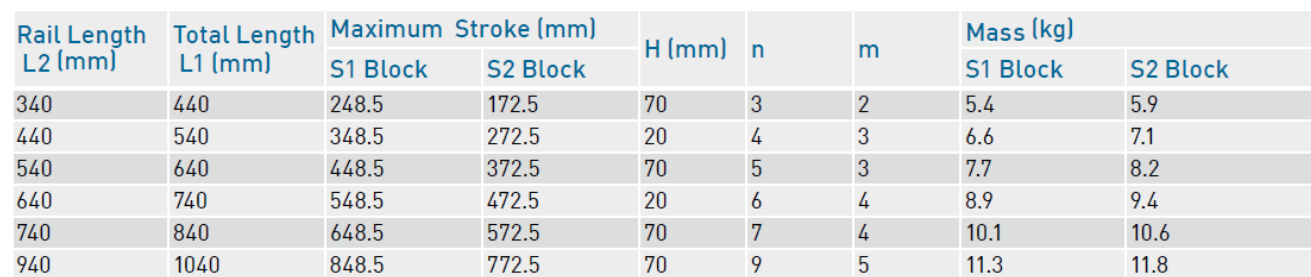 Rail Length L2 (mm) Total Length L1 (mm) Maximum Stroke (mm) H (mm) n m Mass (kg)
S1 Block S2 Block S1 Block S2 Block
340 440 248.5 172.5 70 3 2 5.4 5.9
440 540 348.5 272.5 20 4 3 6.6 7.1
540 640 448.5 372.5 70 5 3 7.7 8.2
640 740 548.5 472.5 20 6 4 8.9 9.4
740 840 648.5 572.5 70 7 4 10.1 10.6
940 1040 848.5 772.5 70 9 5 11.3 11.8